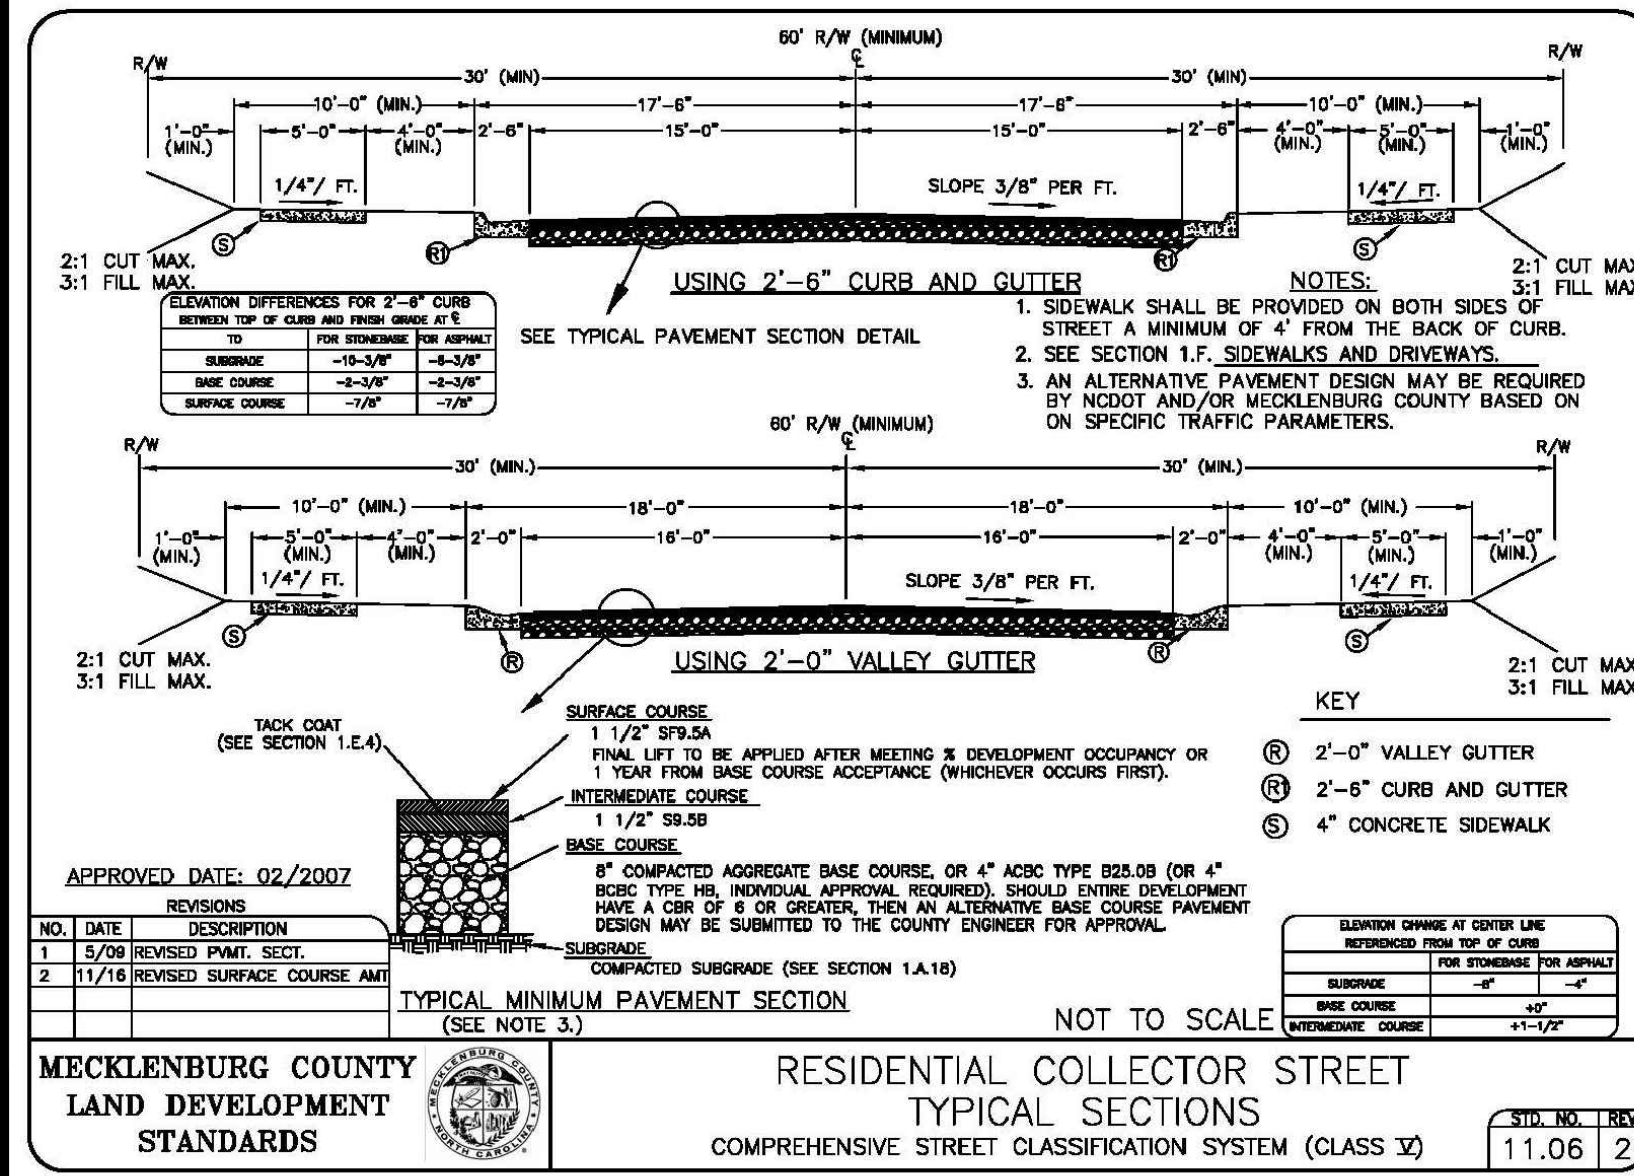 60' R/W (MINIMUM)
R/W ℄ R/W
30' (MIN) 30' (MIN)
10'-0" (MIN.) 17'-6" 17'-6" 10'-0" (MIN.)
1'-0" 5'-0" 4'-0" 2'-6" 15'-0" 15'-0" 2'-6" 4'-0" 5'-0" 1'-0"
(MIN.) (MIN.) (MIN.) (MIN.) (MIN.)
1/4"/ FT. SLOPE 3/8" PER FT. 1/4"/ FT.
S R1 R1 S
2:1 CUT MAX. 2:1 CUT MAX
3:1 FILL MAX. 3:1 FILL MAX
USING 2'-6" CURB AND GUTTER
SEE TYPICAL PAVEMENT SECTION DETAIL
ELEVATION DIFFERENCES FOR 2'-6" CURB
BETWEEN TOP OF CURB AND FINISH GRADE AT ℄
TO FOR STONEBASE FOR ASPHALT
SUBGRADE -10-3/8" -6-3/8"
BASE COURSE -2-3/8" -2-3/8"
SURFACE COURSE -7/8" -7/8"
NOTES:
1. SIDEWALK SHALL BE PROVIDED ON BOTH SIDES OF
STREET A MINIMUM OF 4' FROM THE BACK OF CURB.
2. SEE SECTION 1.F. SIDEWALKS AND DRIVEWAYS.
3. AN ALTERNATIVE PAVEMENT DESIGN MAY BE REQUIRED
BY NCDOT AND/OR MECKLENBURG COUNTY BASED ON
ON SPECIFIC TRAFFIC PARAMETERS.
60' R/W (MINIMUM)
R/W ℄ R/W
30' (MIN.) 30' (MIN.)
10'-0" (MIN.) 18'-0" 18'-0" 10'-0" (MIN.)
1'-0" 5'-0" 4'-0" 2'-0" 16'-0" 16'-0" 2'-0" 4'-0" 5'-0" 1'-0"
(MIN.) (MIN.) (MIN.) (MIN.) (MIN.) (MIN.)
1/4"/ FT. SLOPE 3/8" PER FT. 1/4"/ FT.
S R R S
2:1 CUT MAX. 2:1 CUT MAX
3:1 FILL MAX. 3:1 FILL MAX
USING 2'-0" VALLEY GUTTER
KEY
R 2'-0" VALLEY GUTTER
R1 2'-6" CURB AND GUTTER
S 4" CONCRETE SIDEWALK
TACK COAT
(SEE SECTION 1.E.4)
SURFACE COURSE
1 1/2" SF9.5A
FINAL LIFT TO BE APPLIED AFTER MEETING % DEVELOPMENT OCCUPANCY OR
1 YEAR FROM BASE COURSE ACCEPTANCE (WHICHEVER OCCURS FIRST).
INTERMEDIATE COURSE
1 1/2" S9.5B
BASE COURSE
8" COMPACTED AGGREGATE BASE COURSE, OR 4" ACBC TYPE B25.0B (OR 4"
BCBC TYPE HB, INDIVIDUAL APPROVAL REQUIRED). SHOULD ENTIRE DEVELOPMENT
HAVE A CBR OF 6 OR GREATER, THEN AN ALTERNATIVE BASE COURSE PAVEMENT
DESIGN MAY BE SUBMITTED TO THE COUNTY ENGINEER FOR APPROVAL
SUBGRADE
COMPACTED SUBGRADE (SEE SECTION 1.A.18)
TYPICAL MINIMUM PAVEMENT SECTION
(SEE NOTE 3.)
APPROVED DATE: 02/2007
REVISIONS
NO. DATE DESCRIPTION
1 5/09 REVISED PVMT. SECT.
2 11/16 REVISED SURFACE COURSE AMT
NOT TO SCALE
ELEVATION CHANGE AT CENTER LINE
REFERENCED FROM TOP OF CURB
FOR STONEBASE FOR ASPHALT
SUBGRADE -8" -4"
BASE COURSE +0"
INTERMEDIATE COURSE +1-1/2"
MECKLENBURG COUNTY
LAND DEVELOPMENT
STANDARDS
MECKLENBURG COUNTY
NORTH CAROLINA
RESIDENTIAL COLLECTOR STREET
TYPICAL SECTIONS
COMPREHENSIVE STREET CLASSIFICATION SYSTEM (CLASS V)
STD. NO. REV
11.06 2